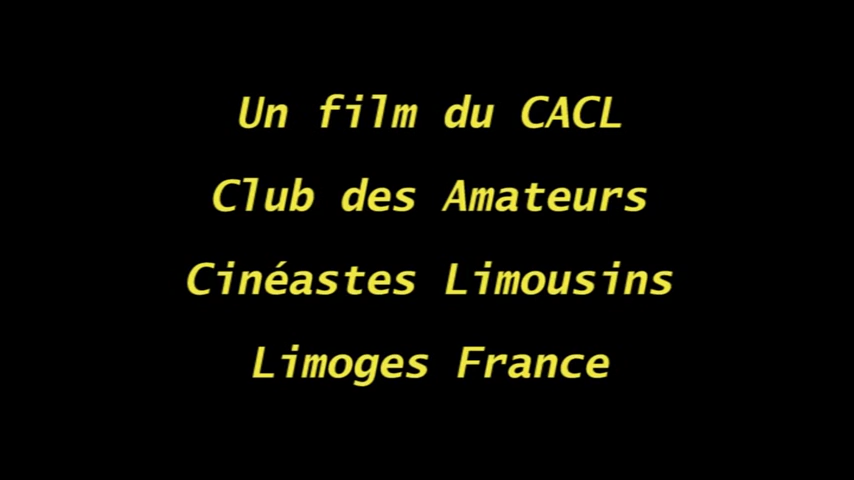 Un film du CACL
Club des Amateurs
Cinéastes Limousins
Limoges France